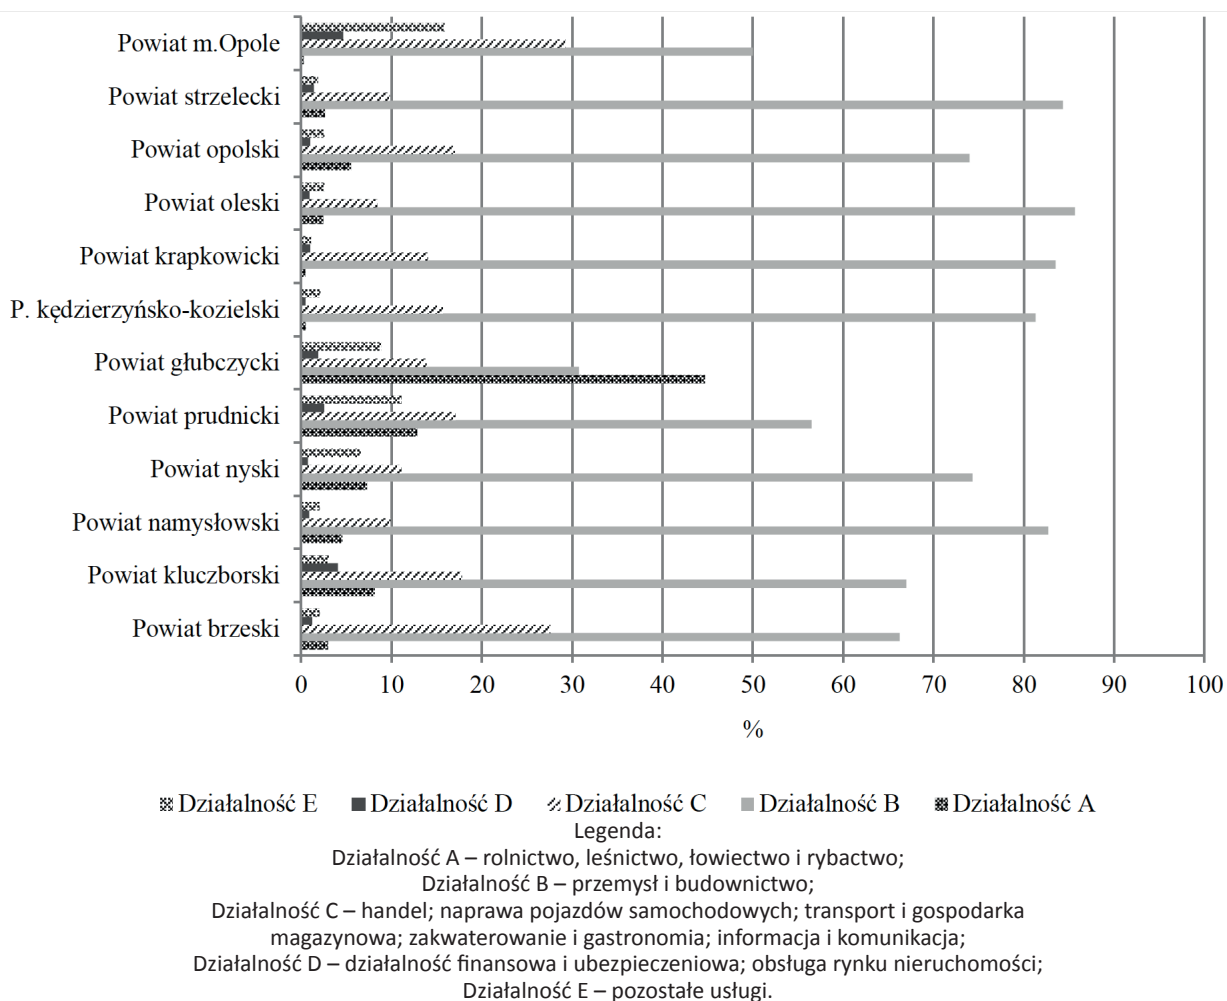 Powiat m.Opole
Powiat strzelecki
Powiat opolski
Powiat oleski
Powiat krapkowicki
P. kędzierzyńsko-kozielski
Powiat głubczycki
Powiat prudnicki
Powiat nyski
Powiat namysłowski
Powiat kluczborski
Powiat brzeski
0 10 20 30 40 50 60 70 80 90 100
%
Działalność E Działalność D Działalność C Działalność B Działalność A
Legenda:
Działalność A – rolnictwo, leśnictwo, łowiectwo i rybactwo;
Działalność B – przemysł i budownictwo;
Działalność C – handel; naprawa pojazdów samochodowych; transport i gospodarka
magazynowa; zakwaterowanie i gastronomia; informacja i komunikacja;
Działalność D – działalność finansowa i ubezpieczeniowa; obsługa rynku nieruchomości;
Działalność E – pozostałe usługi.